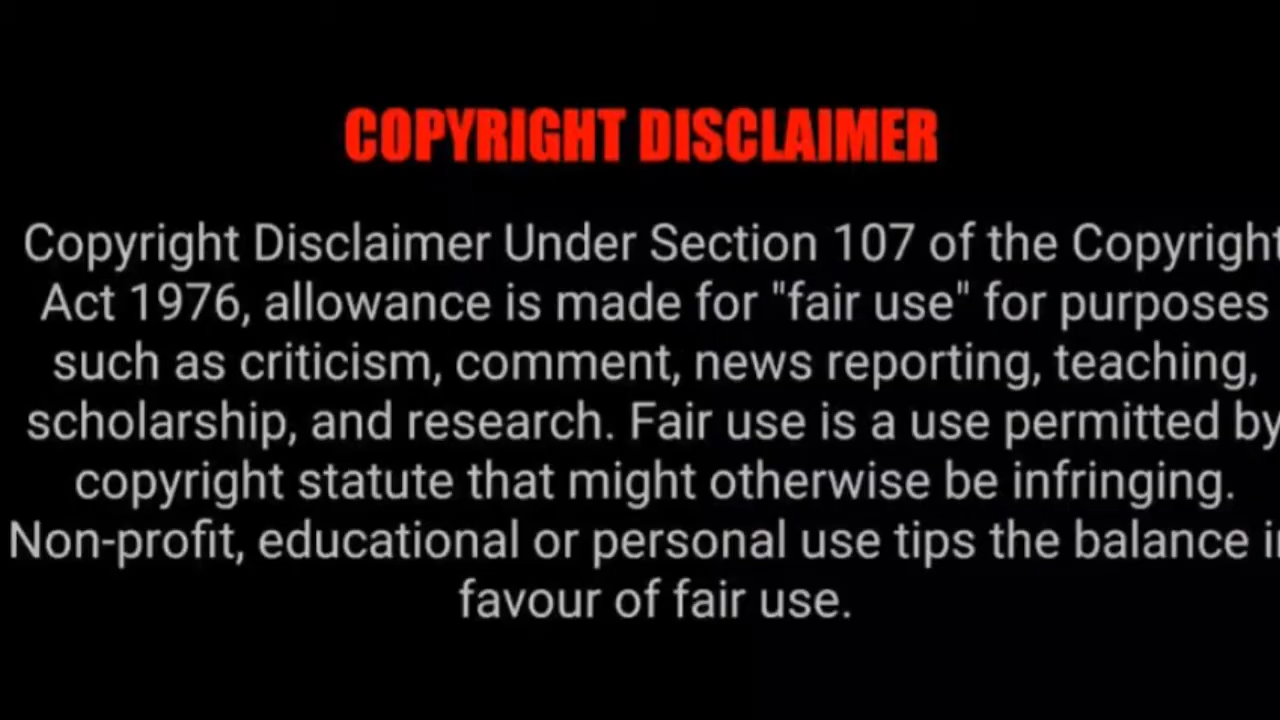 COPYRIGHT DISCLAIMER
Copyright Disclaimer Under Section 107 of the Copyright
Act 1976, allowance is made for "fair use" for purposes
such as criticism, comment, news reporting, teaching,
scholarship, and research. Fair use is a use permitted by
copyright statute that might otherwise be infringing.
Non-profit, educational or personal use tips the balance in
favour of fair use.